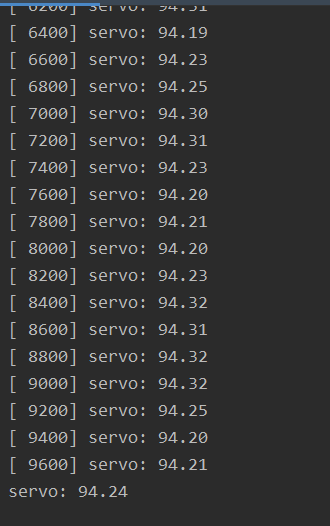 [ 6200] servo: 94.31
[ 6400] servo: 94.19
[ 6600] servo: 94.23
[ 6800] servo: 94.25
[ 7000] servo: 94.30
[ 7200] servo: 94.31
[ 7400] servo: 94.23
[ 7600] servo: 94.20
[ 7800] servo: 94.21
[ 8000] servo: 94.20
[ 8200] servo: 94.23
[ 8400] servo: 94.32
[ 8600] servo: 94.31
[ 8800] servo: 94.32
[ 9000] servo: 94.32
[ 9200] servo: 94.25
[ 9400] servo: 94.20
[ 9600] servo: 94.21
servo: 94.24